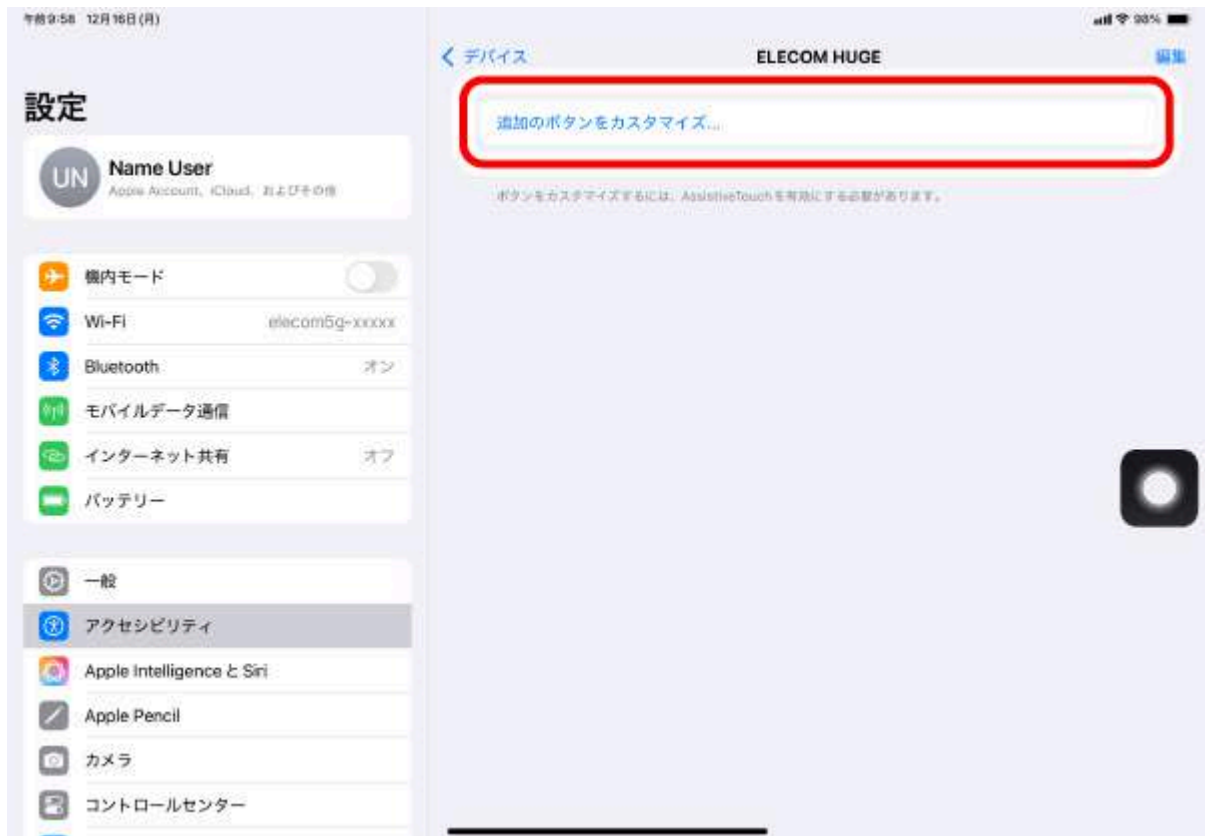 午前9:58 12月16日(月)
98%
デバイス
ELECOM HUGE
編集
設定
追加のボタンをカスタマイズ...
UN
Name User
Apple Account、iCloud、およびその他
ボタンをカスタマイズするには、AssistiveTouchを有効にする必要があります。
機内モード
Wi-Fi elecom5g-xxxxx
Bluetooth オン
モバイルデータ通信
インターネット共有 オフ
バッテリー
一般
アクセシビリティ
Apple Intelligence と Siri
Apple Pencil
カメラ
コントロールセンター